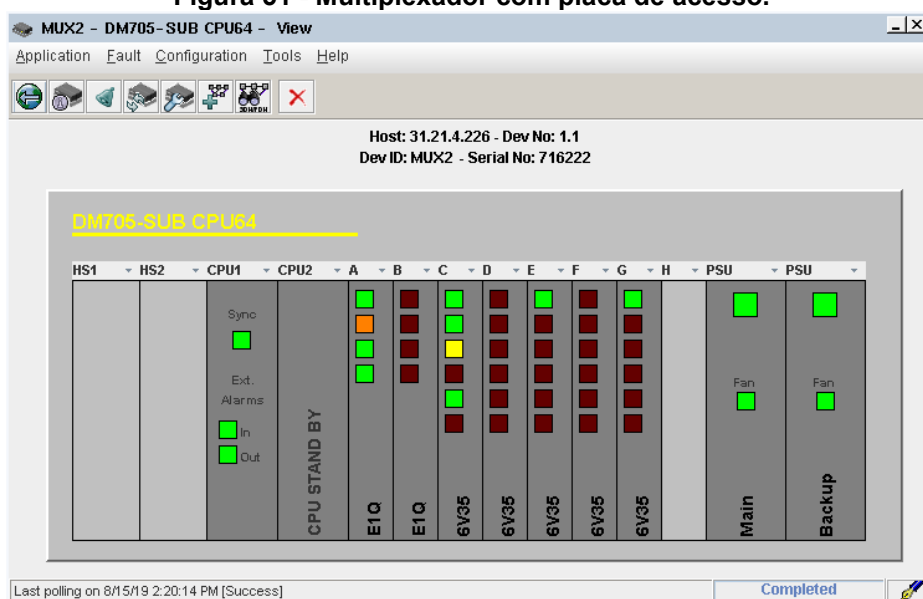 Figura 61 - Multiplexador com placa de acesso.
MUX2 - DM705-SUB CPU64 - View
Application Fault Configuration Tools Help
SDH/PDH
Host: 31.21.4.226 - Dev No: 1.1
Dev ID: MUX2 - Serial No: 716222
DM705-SUB CPU64
HS1 HS2 CPU1 CPU2 A B C D E F G H PSU PSU
Sync
Ext.
Alarms
In
Out
CPU STAND BY
E1Q
E1Q
6V35
6V35
6V35
6V35
6V35
Fan
Main
Fan
Backup
Last polling on 8/15/19 2:20:14 PM [Success]
Completed